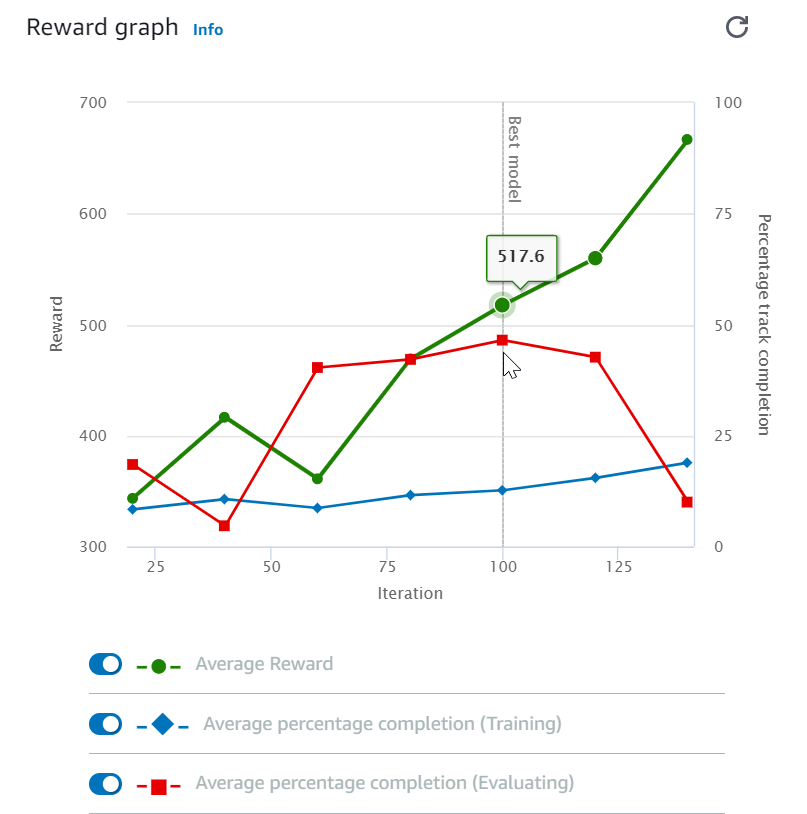 Reward graph Info
700
100
Best model
600
75
517.6
Reward
500
50
Percentage track completion
400
25
300
0
25 50 75 100 125
Iteration
Average Reward
Average percentage completion (Training)
Average percentage completion (Evaluating)